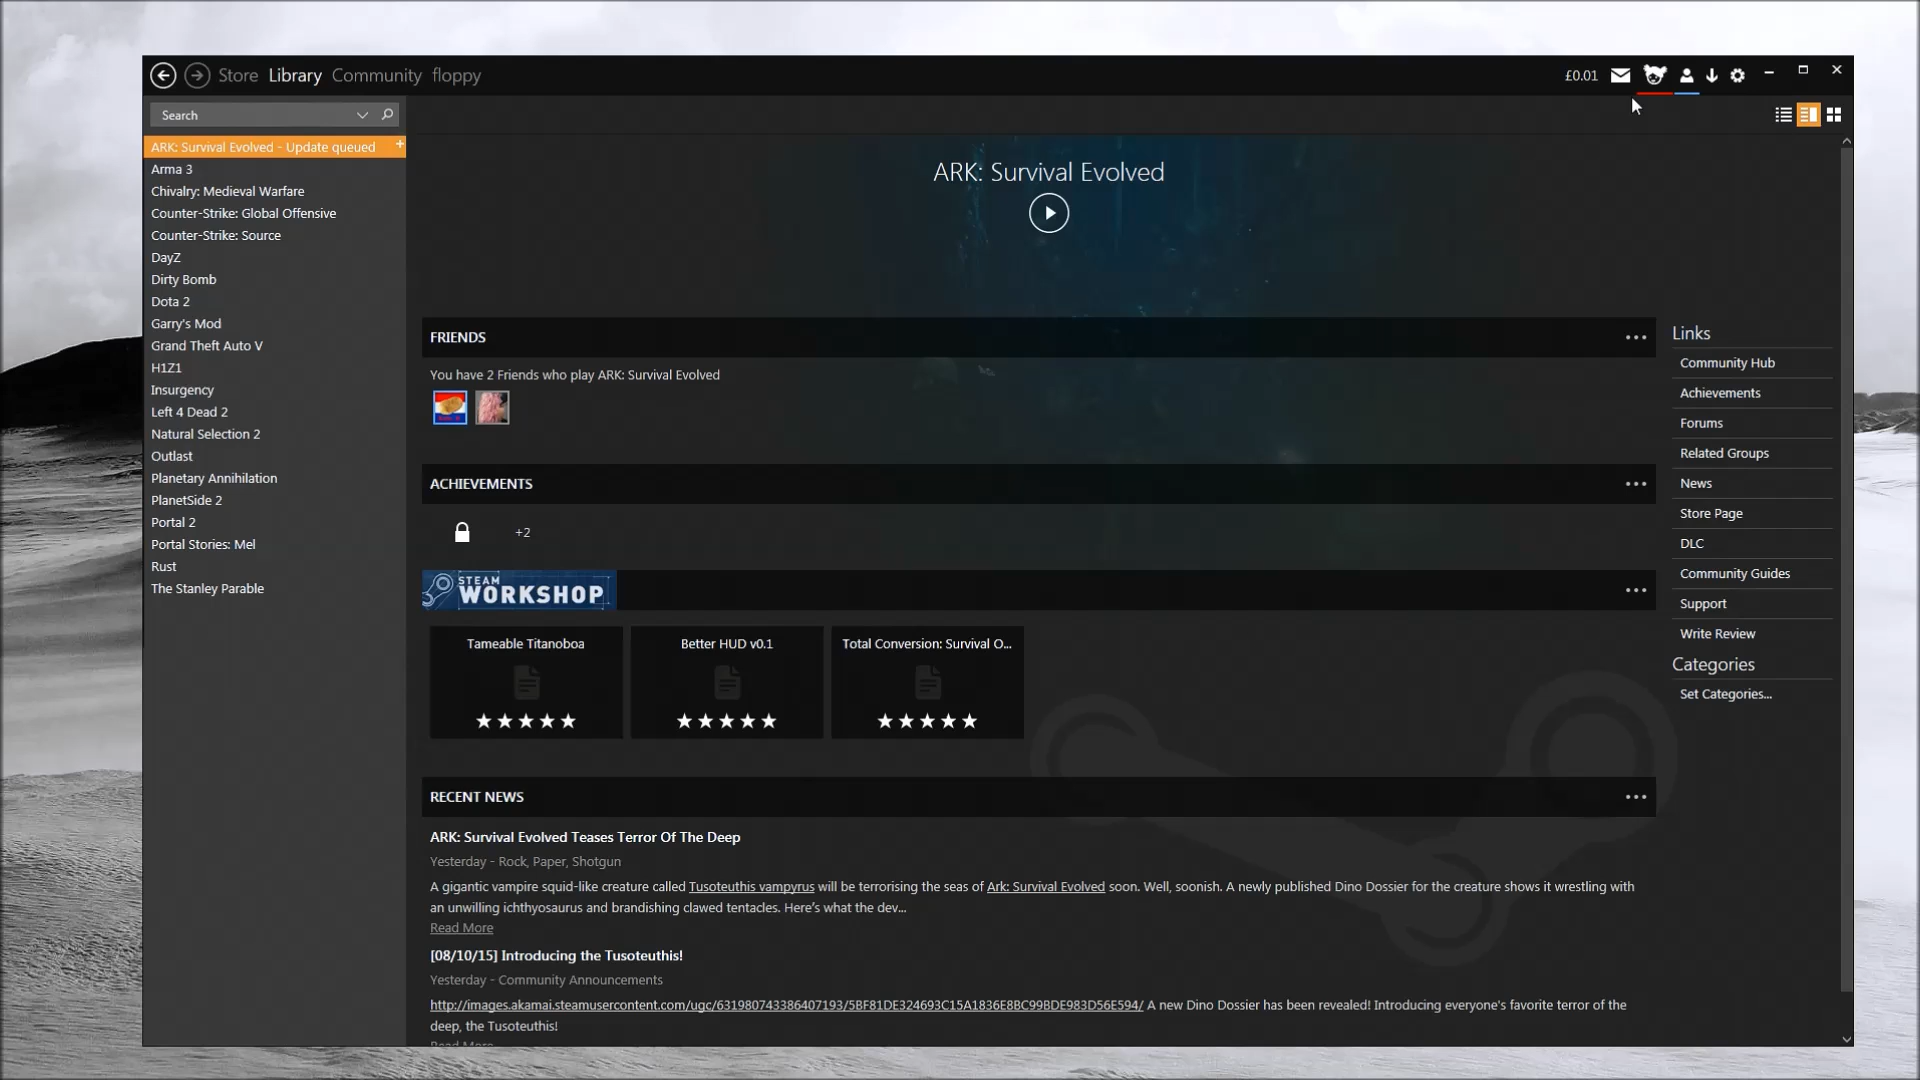 Store Library Community floppy
£0.01
Search
ARK: Survival Evolved - Update queued +
Arma 3
Chivalry: Medieval Warfare
Counter-Strike: Global Offensive
Counter-Strike: Source
DayZ
Dirty Bomb
Dota 2
Garry's Mod
Grand Theft Auto V
H1Z1
Insurgency
Left 4 Dead 2
Natural Selection 2
Outlast
Planetary Annihilation
PlanetSide 2
Portal 2
Portal Stories: Mel
Rust
The Stanley Parable
ARK: Survival Evolved
FRIENDS
You have 2 Friends who play ARK: Survival Evolved
ACHIEVEMENTS
+2
STEAM
WORKSHOP
Tameable Titanoboa
Better HUD v0.1
Total Conversion: Survival O...
RECENT NEWS
ARK: Survival Evolved Teases Terror Of The Deep
Yesterday - Rock, Paper, Shotgun
A gigantic vampire squid-like creature called Tusoteuthis vampyrus will be terrorising the seas of Ark: Survival Evolved soon. Well, soonish. A newly published Dino Dossier for the creature shows it wrestling with
an unwilling ichthyosaurus and brandishing clawed tentacles. Here's what the dev...
Read More
[08/10/15] Introducing the Tusoteuthis!
Yesterday - Community Announcements
http://images.akamai.steamusercontent.com/ugc/631980743386407193/5BF81DE324693C15A1836E8BC99BDE983D56E594/ A new Dino Dossier has been revealed! Introducing everyone's favorite terror of the
deep, the Tusoteuthis!
Read More
Links
Community Hub
Achievements
Forums
Related Groups
News
Store Page
DLC
Community Guides
Support
Write Review
Categories
Set Categories...